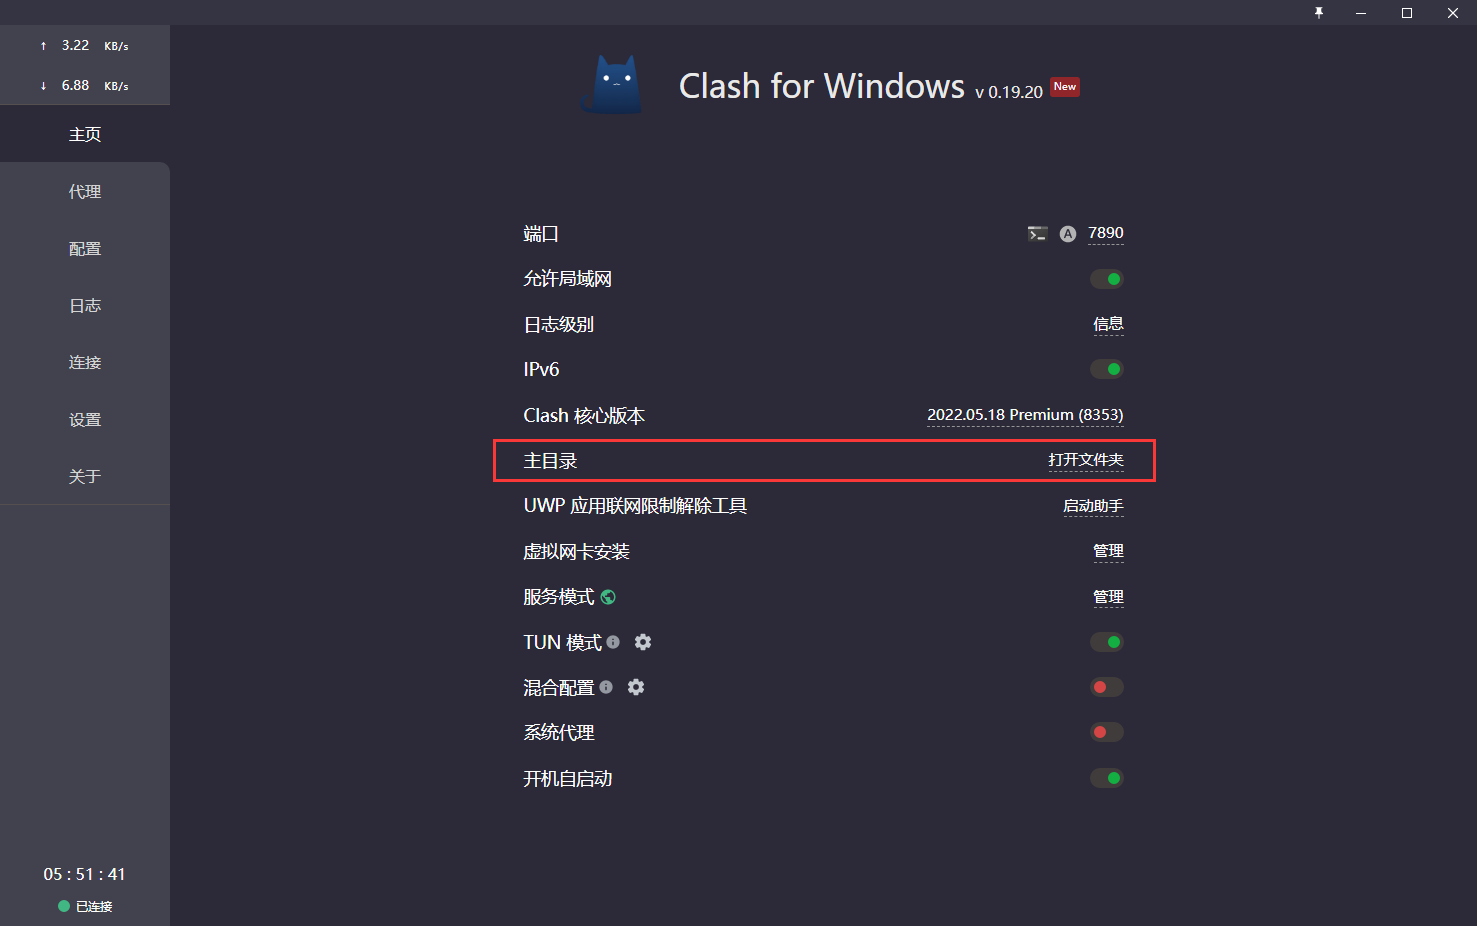 ↑ 3.22 KB/s
↓ 6.88 KB/s
主页
代理
配置
日志
连接
设置
关于
05 : 51 : 41
已连接
Clash for Windows v 0.19.20 New
端口 A 7890
允许局域网
日志级别 信息
IPv6
Clash 核心版本 2022.05.18 Premium (8353)
主目录 打开文件夹
UWP 应用联网限制解除工具 启动助手
虚拟网卡安装 管理
服务模式 管理
TUN 模式
混合配置
系统代理
开机自启动